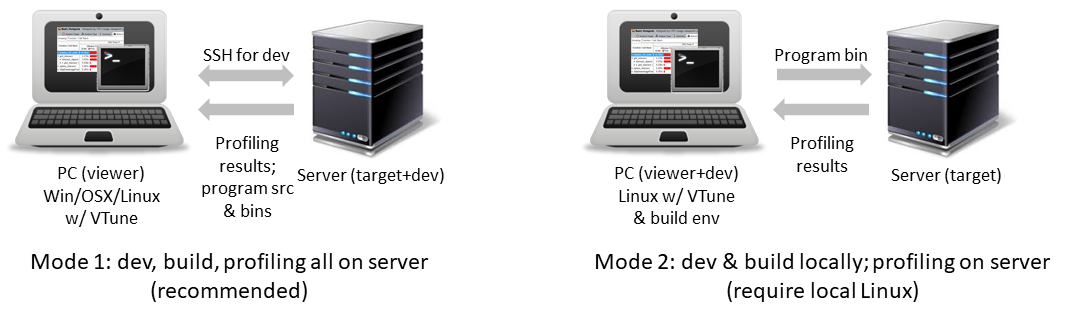 SSH for dev
Profiling
results;
program src
& bins
PC (viewer)
Win/OSX/Linux
w/ VTune
Server (target+dev)
Mode 1: dev, build, profiling all on server
(recommended)
Program bin
Profiling
results
PC (viewer+dev)
Linux w/ VTune
& build env
Server (target)
Mode 2: dev & build locally; profiling on server
(require local Linux)